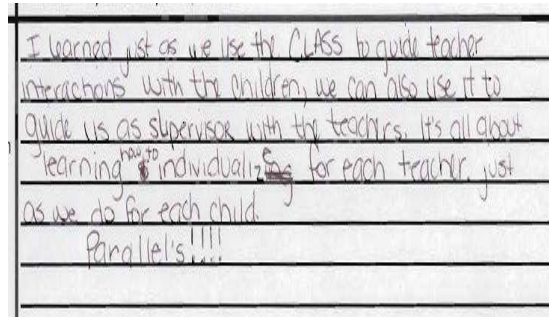 I learned just as we use the CLASS to guide teacher
interactions with the children, we can also use it to
guide us as supervisor with the teachers. It's all about
learning how to individualize for each teacher. just
as we do for each child.
Parallel's!!!!